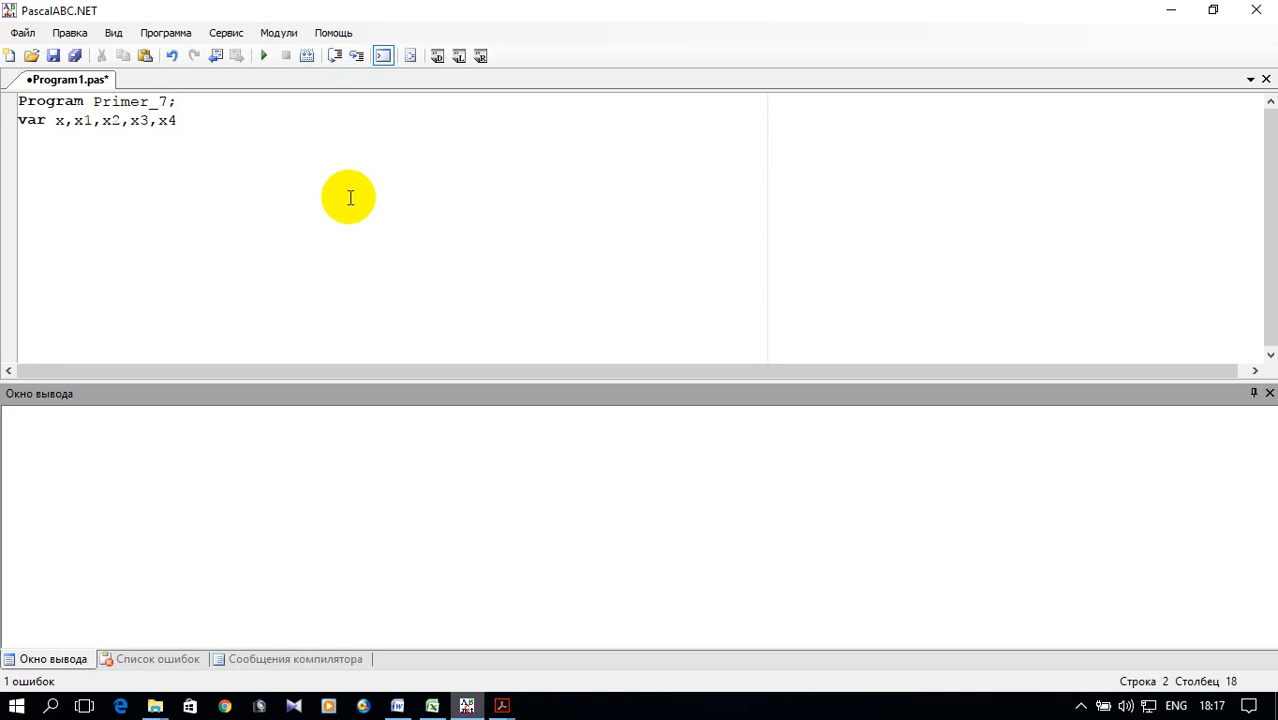 PascalABC.NET
Файл Правка Вид Программа Сервис Модули Помощь
•Program1.pas*
Program Primer_7;
var x,x1,x2,x3,x4
Окно вывода
Окно вывода Список ошибок Сообщения компилятора
1 ошибок Строка 2 Столбец 18
ENG 18:17